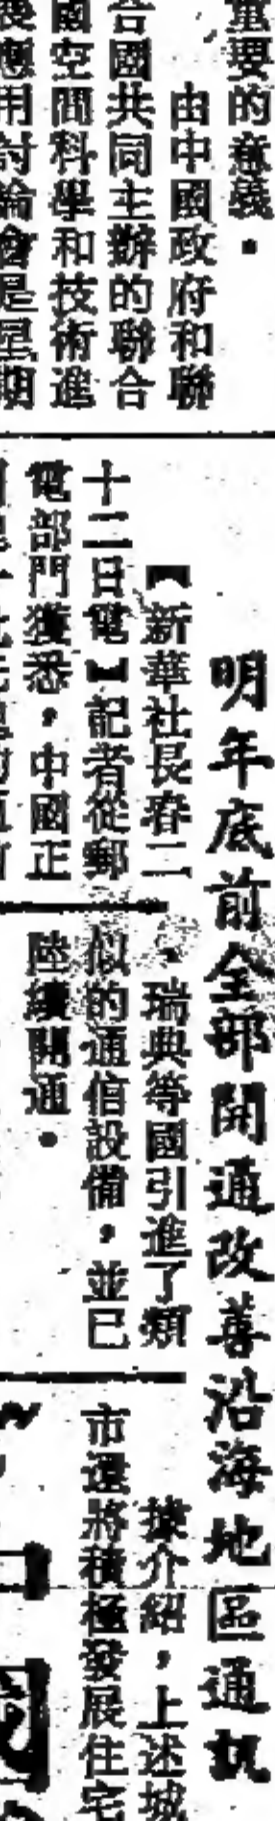 重要的意義。
由中國政府和聯
合國共同主辦的聯合
國空間科學和技術進
展應用討論會是星期
明年底前全部開通改善沿海地區通訊
【新華社長春二
十二日電】記者從郵
電部門獲悉，中國正
、瑞典等國引進了類
似的通信設備，並已
陸續開通。
據介紹，上述城
市還將積極發展住宅